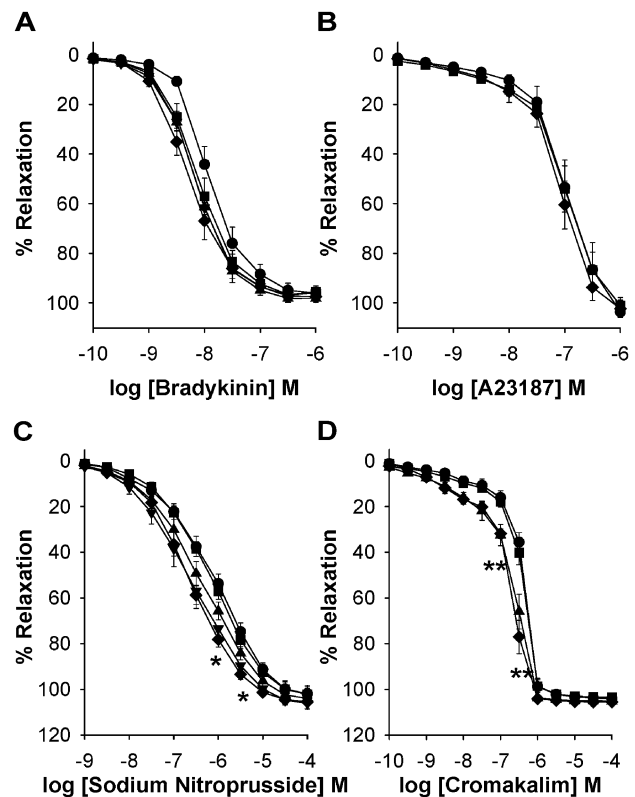 A
B
0
20
40
60
80
100
% Relaxation
-10 -9 -8 -7 -6
log [Bradykinin] M
0
20
40
60
80
100
% Relaxation
-10 -9 -8 -7 -6
log [A23187] M
C
D
0
20
40
60
80
100
120
% Relaxation
*
*
-9 -8 -7 -6 -5 -4
log [Sodium Nitroprusside] M
0
20
40
60
80
100
120
% Relaxation
**
**
-10 -9 -8 -7 -6 -5 -4
log [Cromakalim] M